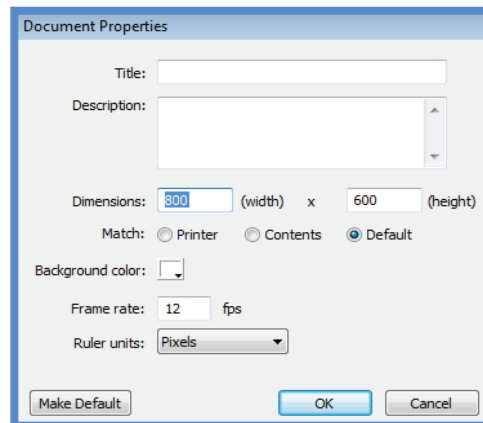 Document Properties
Title:
Description:
Dimensions: 800 (width) x 600 (height)
Match: Printer Contents Default
Background color:
Frame rate: 12 fps
Ruler units: Pixels
Make Default OK Cancel